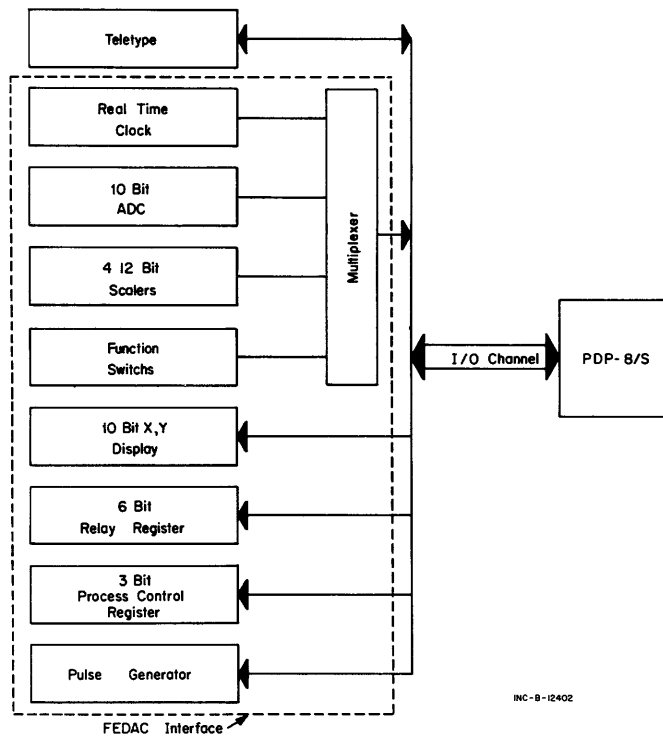 Teletype
Real Time
Clock
10 Bit
ADC
4 12 Bit
Scalers
Function
Switchs
Multiplexer
I/O Channel
PDP-8/S
10 Bit X,Y
Display
6 Bit
Relay Register
3 Bit
Process Control
Register
Pulse Generator
INC-B-12402
FEDAC Interface